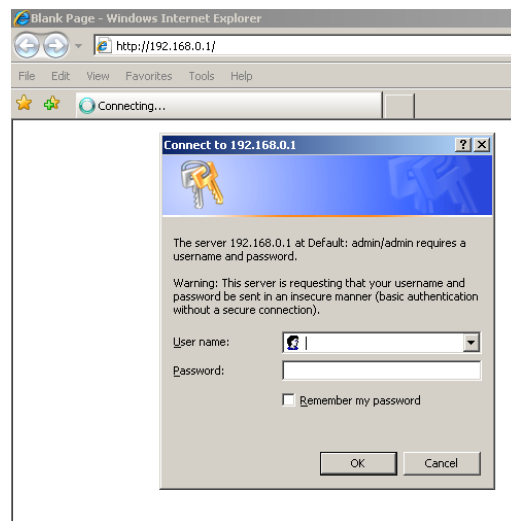 Blank Page - Windows Internet Explorer
http://192.168.0.1/
File Edit View Favorites Tools Help
Connecting...
Connect to 192.168.0.1
The server 192.168.0.1 at Default: admin/admin requires a
username and password.
Warning: This server is requesting that your username and
password be sent in an insecure manner (basic authentication
without a secure connection).
User name:
Password:
Remember my password
OK Cancel